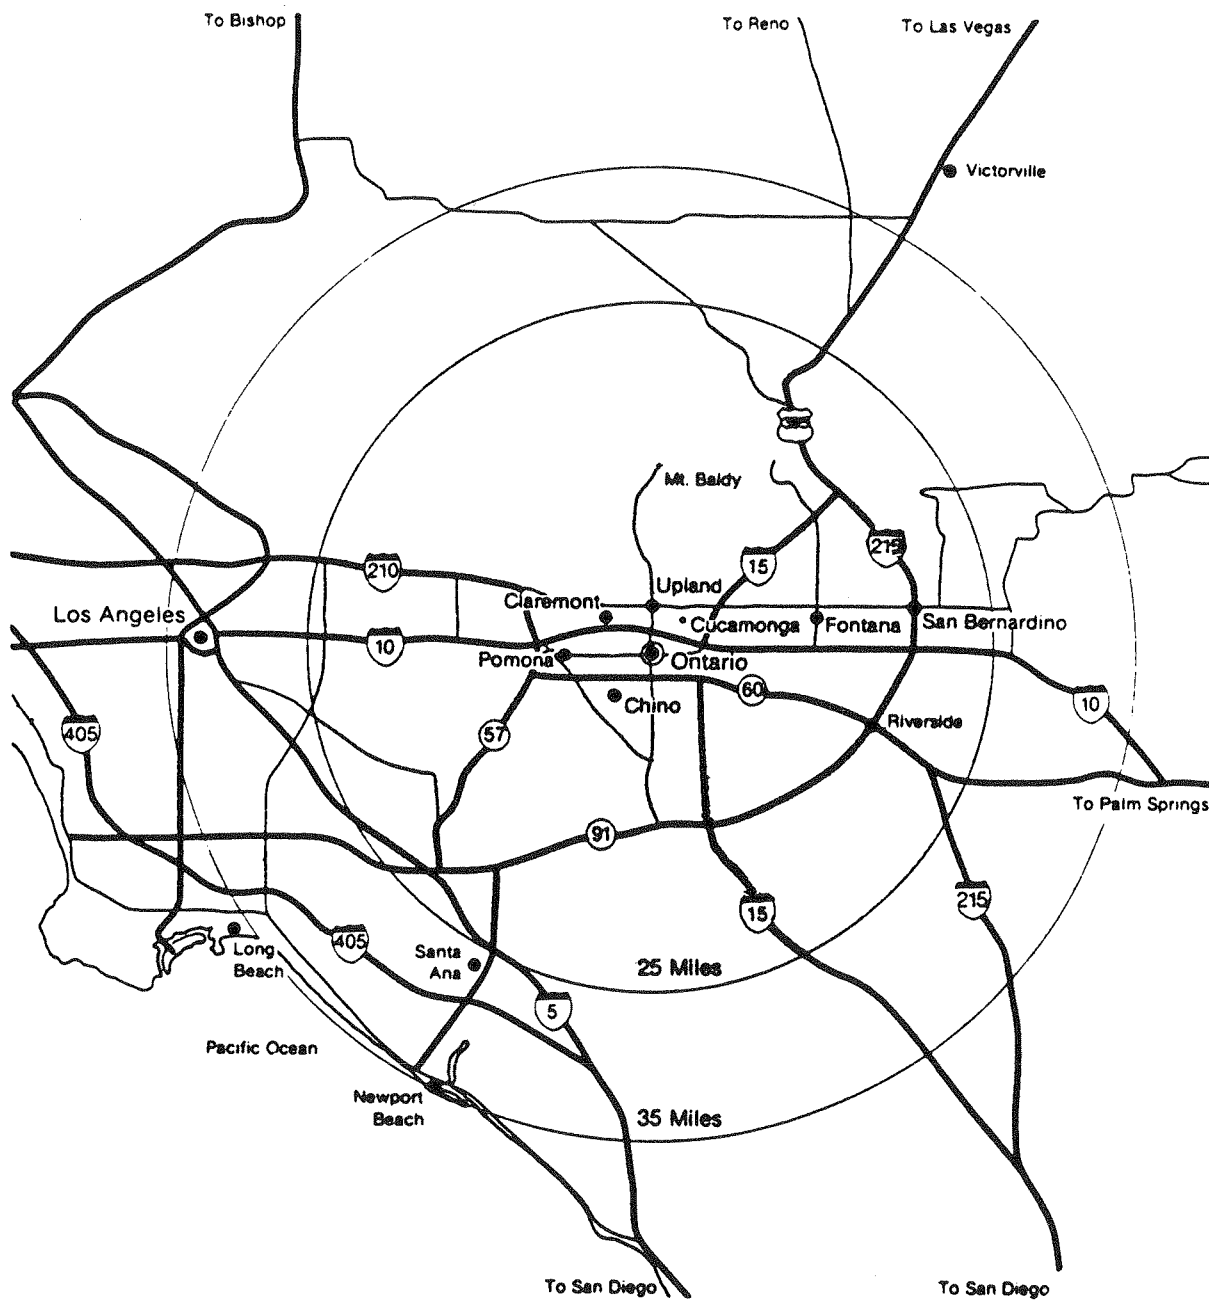 To Bishop
To Reno
To Las Vegas
Victorville
395
Mt. Baldy
215
15
210
Upland
Claremont
Los Angeles
Cucamonga
Fontana
San Bernardino
10
Pomona
Ontario
60
Chino
10
405
57
Riverside
To Palm Springs
91
15
215
405
Long
Beach
Santa
Ana
25 Miles
5
Pacific Ocean
Newport
Beach
35 Miles
To San Diego
To San Diego